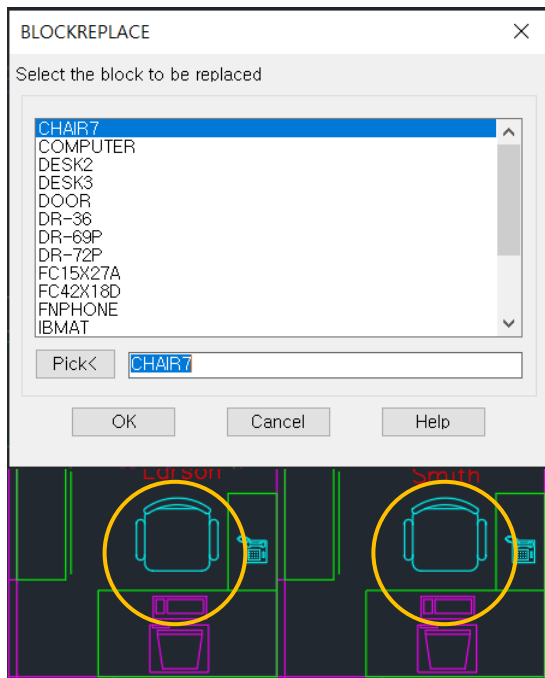 BLOCKREPLACE
Select the block to be replaced
CHAIR7
COMPUTER
DESK2
DESK3
DOOR
DR-36
DR-69P
DR-72P
FC15X27A
FC42X18D
FNPHONE
IBMAT
Pick< CHAIR7
OK Cancel Help
Larson Smith